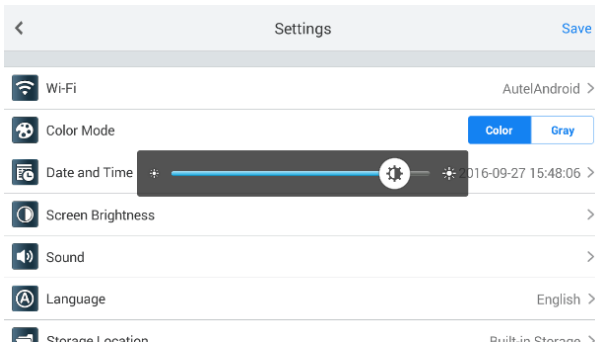 Settings
Save
Wi-Fi
AutelAndroid
Color Mode
Color
Gray
Date and Time
2016-09-27 15:48:06
Screen Brightness
Sound
Language
English
Storage Location
Built-in Storage